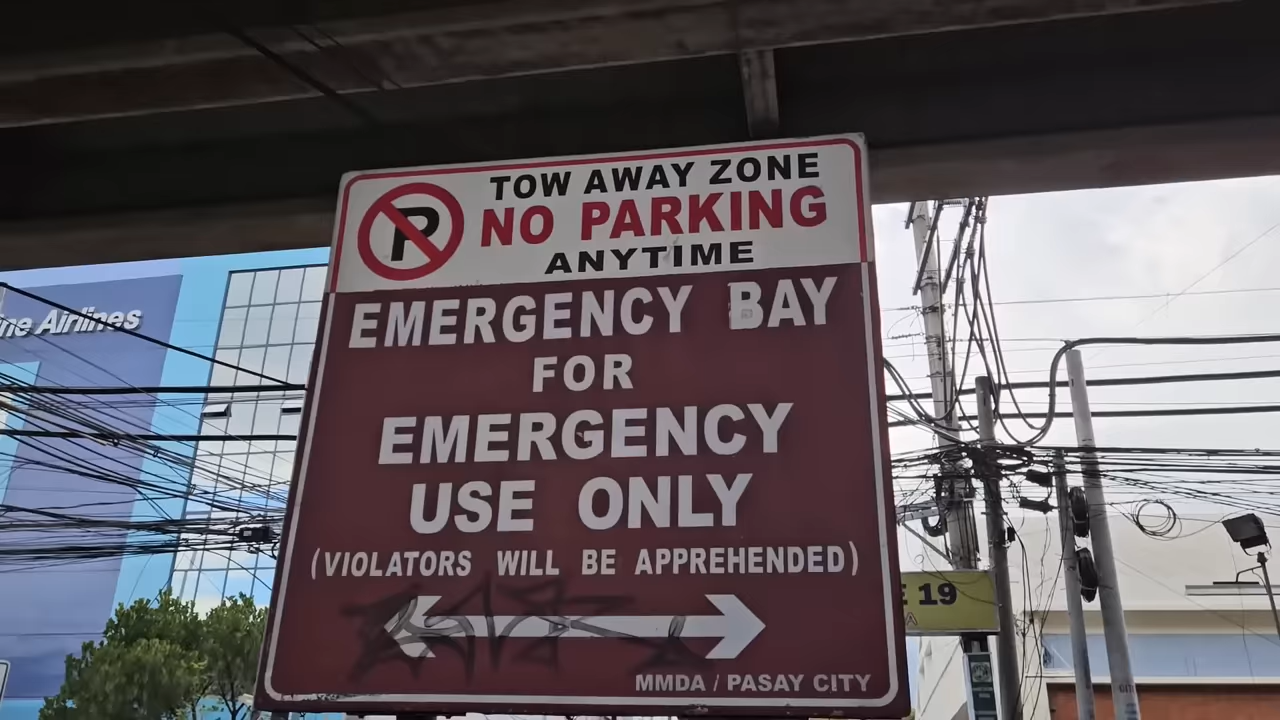 TOW AWAY ZONE
NO PARKING
ANYTIME
EMERGENCY BAY
FOR
EMERGENCY
USE ONLY
(VIOLATORS WILL BE APPREHENDED)
MMDA / PASAY CITY
Airlines
19